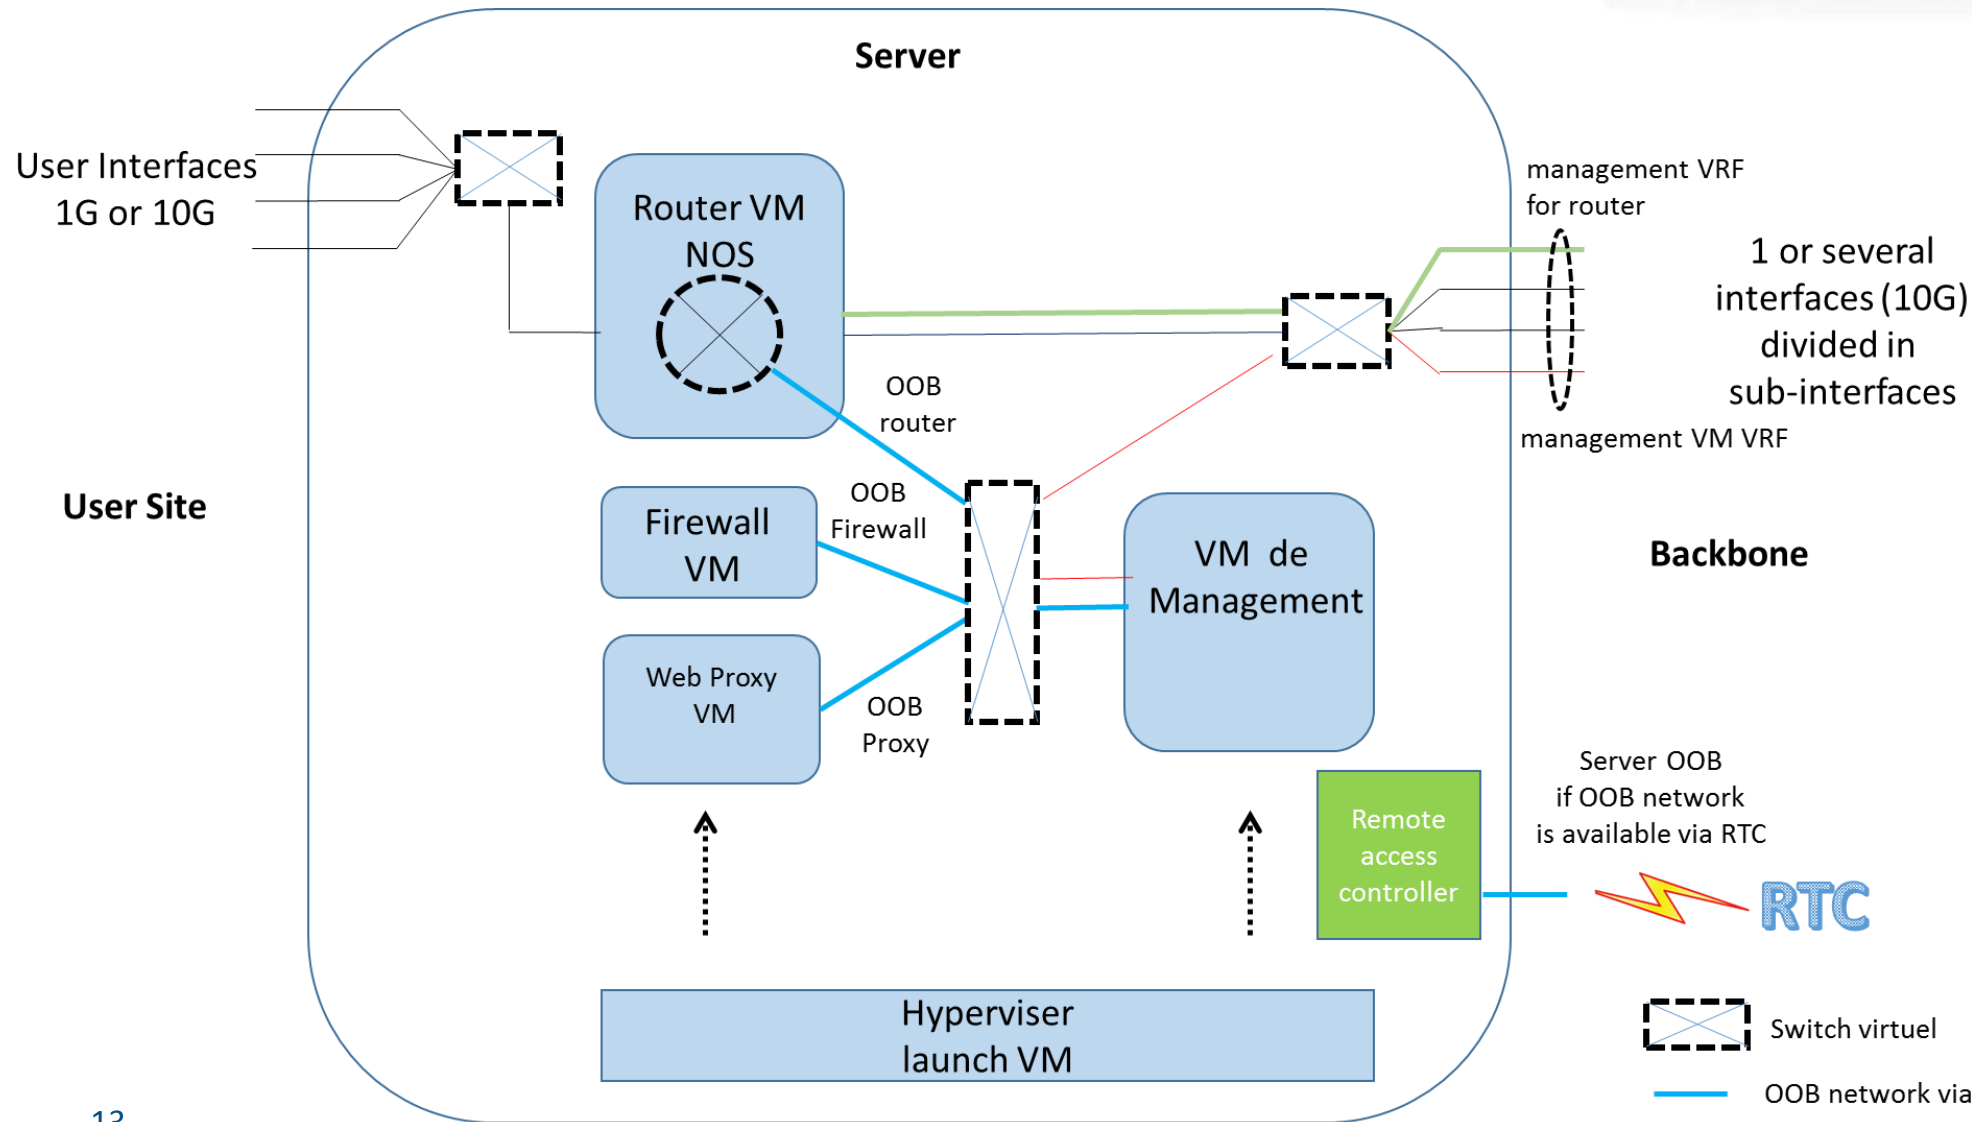 Server
User Interfaces
1G or 10G
Router VM
NOS
management VRF
for router
1 or several
interfaces (10G)
divided in
sub-interfaces
management VM VRF
OOB
router
User Site
OOB
Firewall
Firewall
VM
VM de
Management
Backbone
Web Proxy
VM
OOB
Proxy
Server OOB
if OOB network
is available via RTC
Remote
access
controller
RTC
Hyperviser
launch VM
Switch virtuel
OOB network via
13